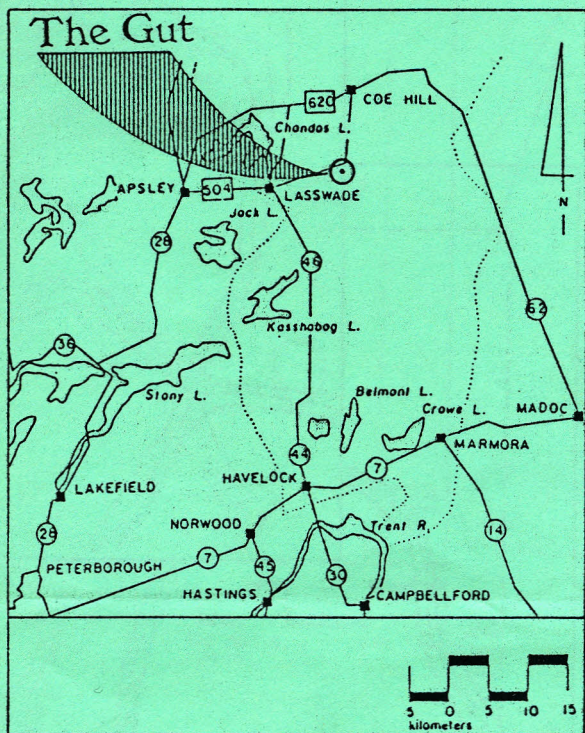 The Gut
620
COE HILL
Chandos L.
APSLEY
504
LASSWADE
Jack L.
N
28
46
Kasshabog L.
62
36
Stony L.
Belmont L.
Crowe L.
MADOC
MARMORA
44
7
HAVELOCK
LAKEFIELD
NORWOOD
Trent R.
28
14
7
PETERBOROUGH
45
30
HASTINGS
CAMPBELLFORD
5 0 5 10 15
kilometers